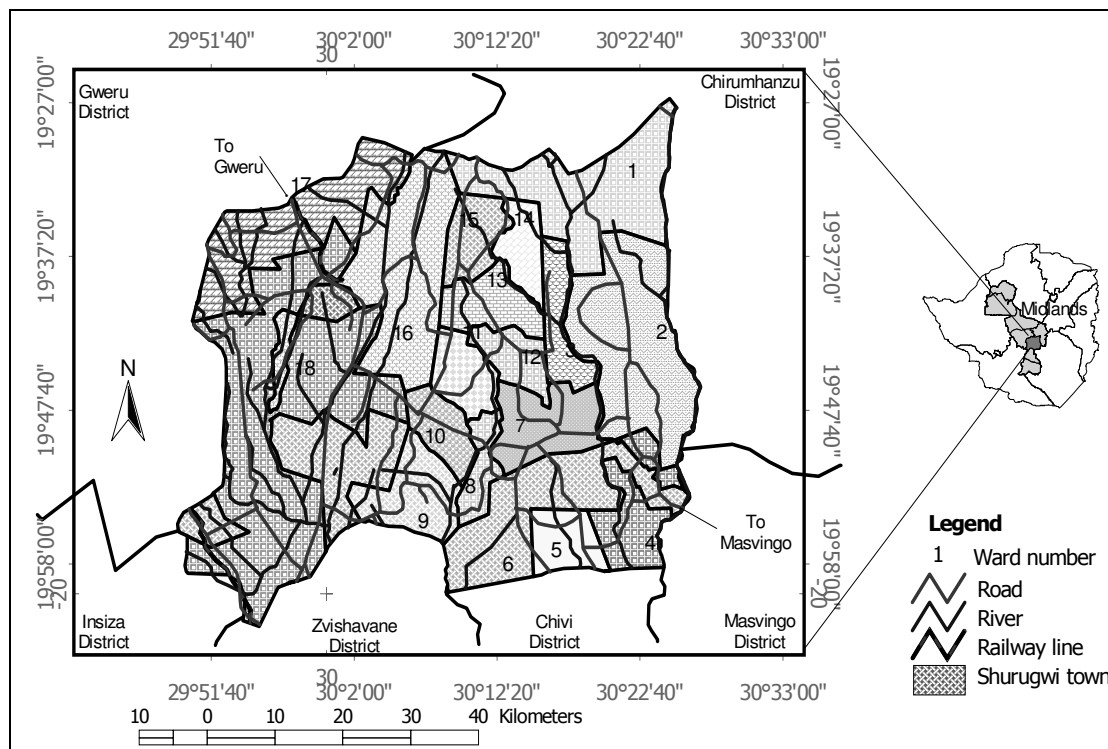 29°51'40" 30°2'00" 30°12'20" 30°22'40" 30°33'00"
30
Gweru
District
Chirumhanzu
District
19°27'00"
19°27'00"
To
Gweru
17
1
15
14
19°37'20"
19°37'20"
13
16
2
12
3
18
Midlands
N
19°47'40"
19°47'40"
7
10
8
9
To
Masvingo
4
5
6
19°58'00"
19°58'00"
-20
-20
Insiza
District
Zvishavane
District
Chivi
District
Masvingo
District
30
29°51'40" 30°2'00" 30°12'20" 30°22'40" 30°33'00"
10 0 10 20 30 40 Kilometers
Legend
1 Ward number
Road
River
Railway line
Shurugwi town